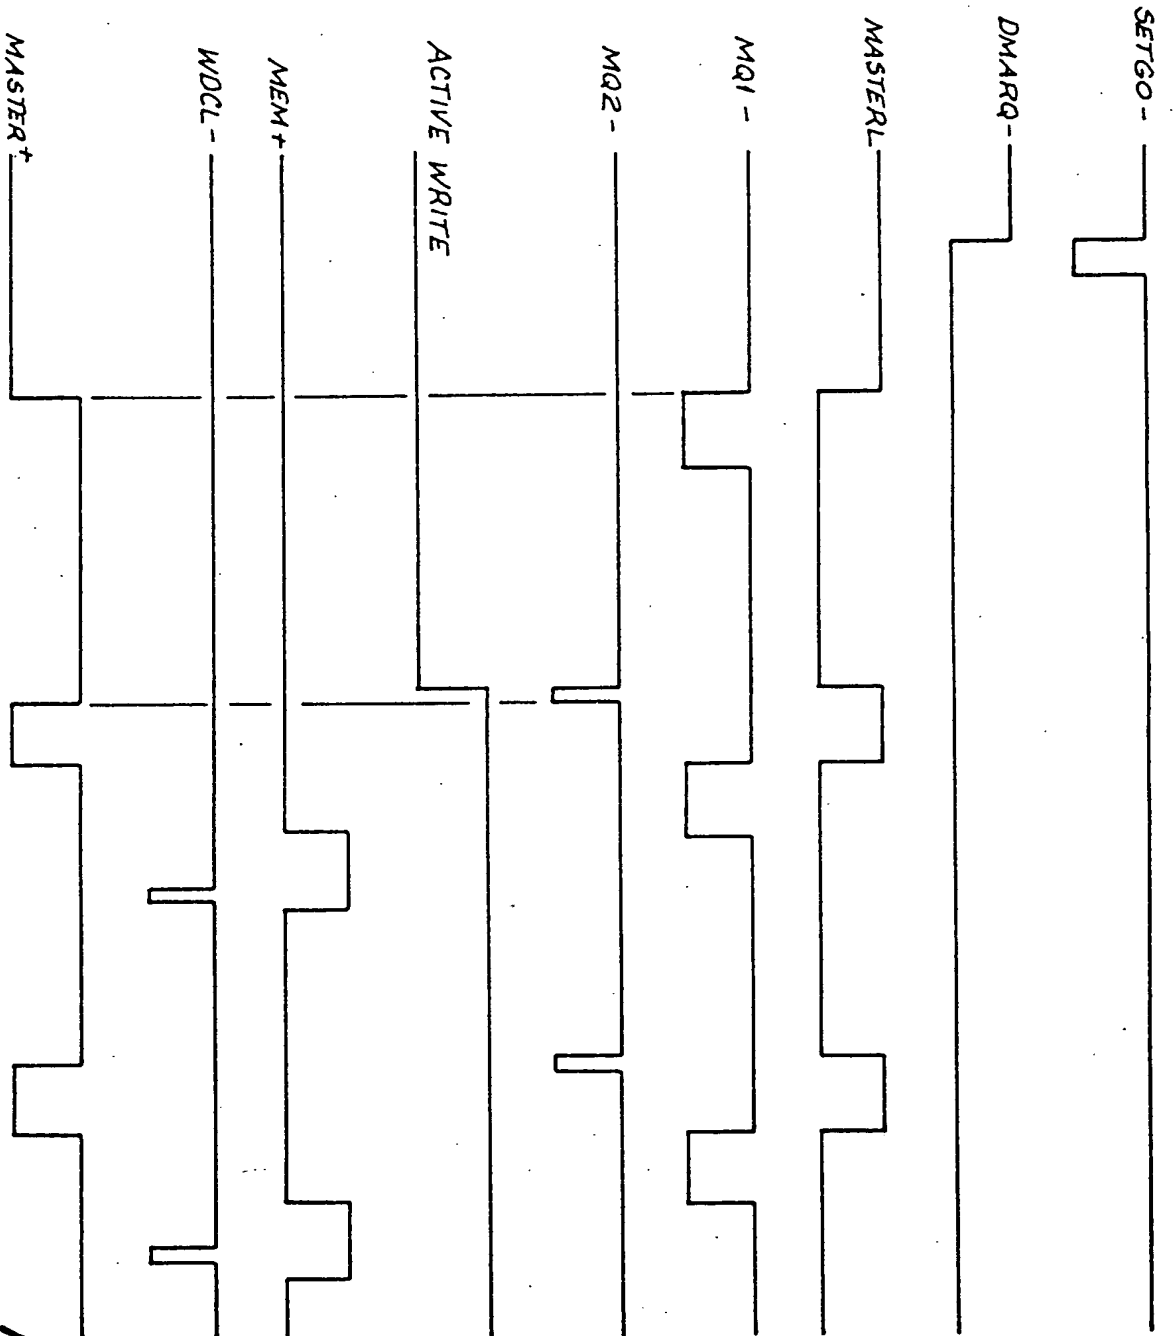 SETGO-
DMARQ-
MASTERL
MQ1-
MQ2-
ACTIVE WRITE
MEM+
WDCL-
MASTER+